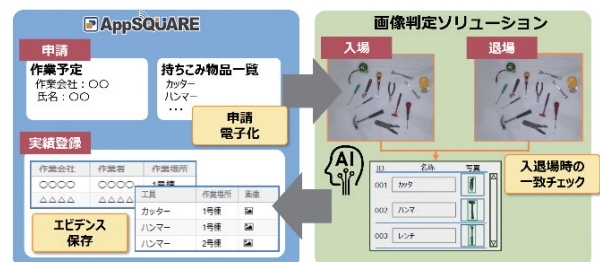 AppSQUARE
申請
作業予定
作業会社：〇〇
氏名：〇〇
持ちこみ物品一覧
カッター
ハンマー
・・・
申請
電子化
実績登録
作業会社 作業者 作業場所
〇〇〇〇 〇〇〇〇 1号棟
△△△△ △△△△
工具 作業場所 画像
カッター 1号棟
ハンマー 1号棟
ハンマー 2号棟
エビデンス
保存
画像判定ソリューション
入場
退場
AI
ID 名称 写真
001 カッタ
002 ハンマ
003 レンチ
入退場時の
一致チェック